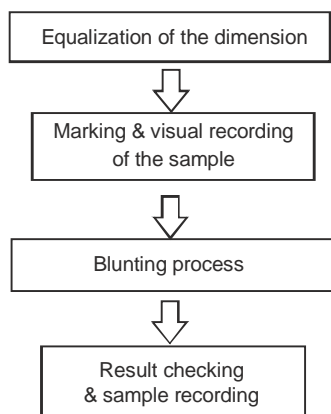 Equalization of the dimension
Marking & visual recording
of the sample
Blunting process
Result checking
& sample recording